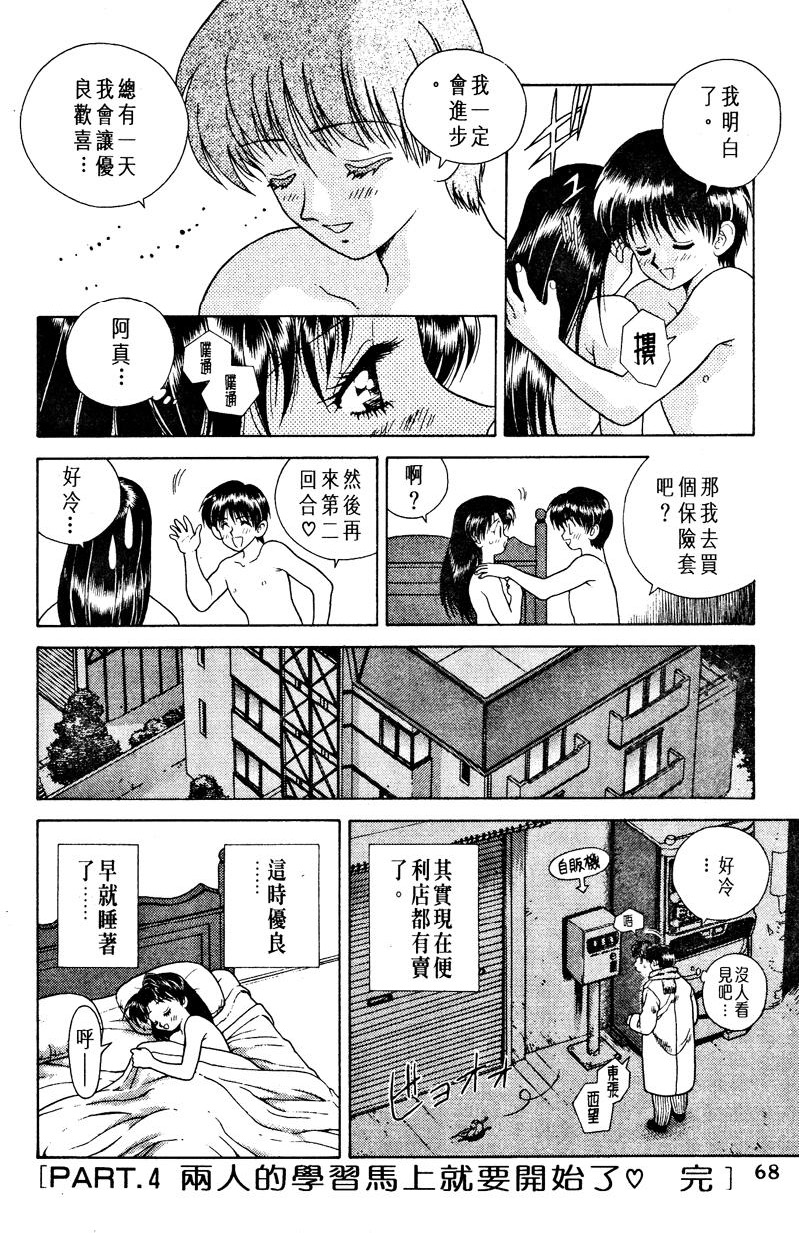 我明白
了。
摟
我一定
會進步
。
總有一天
我會讓優
良歡喜…
阿真…
噗通
噗通
那我去買
個保險套
吧？
啊？
然後再
來第二
回合♡
好冷…
好冷
…
自販機
唔
沒人看
見吧…
東張
西望
其實現在便
利店都有賣
了。
ビョオオ
這時優良
……
早就睡著
了……
呼—
[PART.4 兩人的學習馬上就要開始了♡ 完]
68